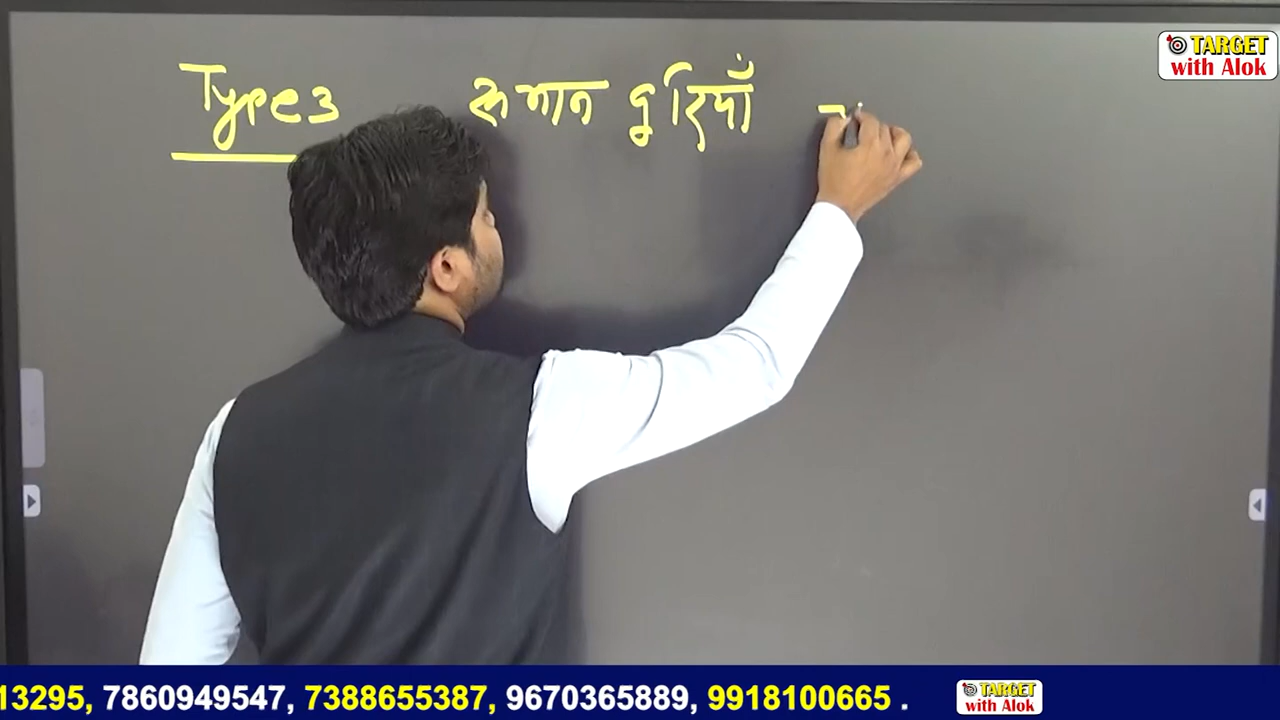 TARGET
with Alok
Type 3 समान दुरियाँ
13295, 7860949547, 7388655387, 9670365889, 9918100665 .
TARGET
with Alok